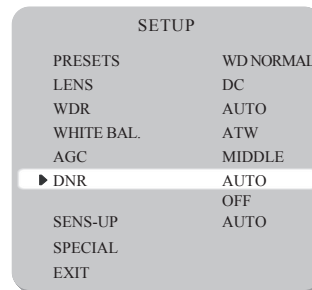 SETUP
PRESETS WD NORMAL
LENS DC
WDR AUTO
WHITE BAL. ATW
AGC MIDDLE
▶ DNR AUTO
OFF
SENS-UP AUTO
SPECIAL
EXIT